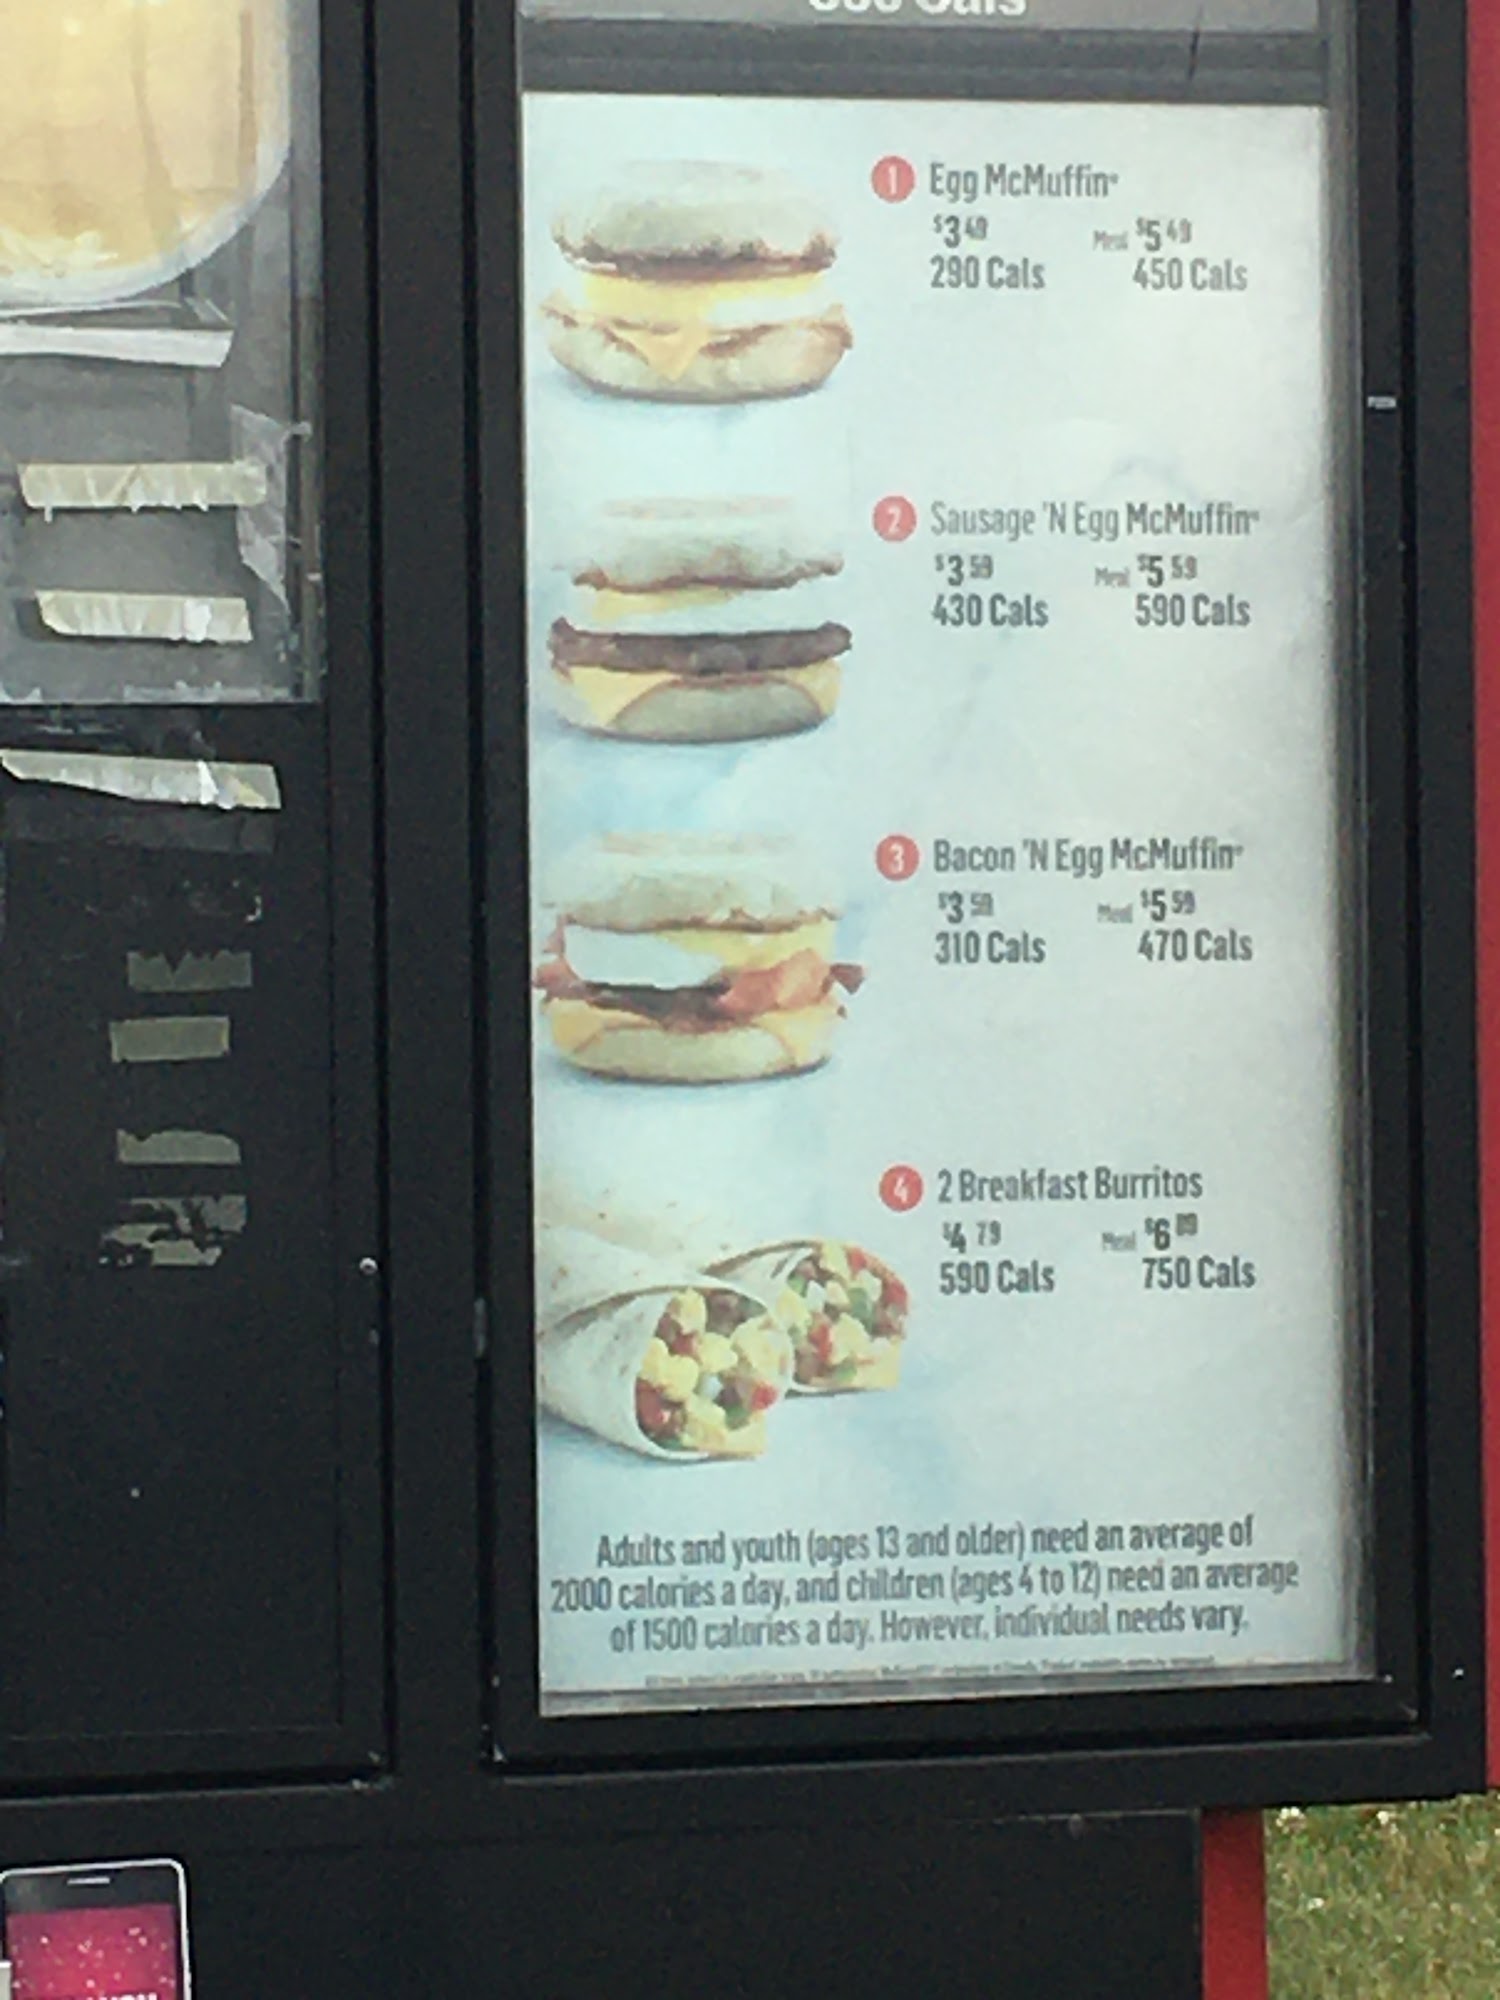 1 Egg McMuffin®
$3 49 Meal $5 49
290 Cals 450 Cals
2 Sausage 'N Egg McMuffin®
$3 59 Meal $5 59
430 Cals 590 Cals
3 Bacon 'N Egg McMuffin®
$3 59 Meal $5 59
310 Cals 470 Cals
4 2 Breakfast Burritos
$4 79 Meal $6
590 Cals 750 Cals
Adults and youth (ages 13 and older) need an average of
2000 calories a day, and children (ages 4 to 12) need an average
of 1500 calories a day. However, individual needs vary.